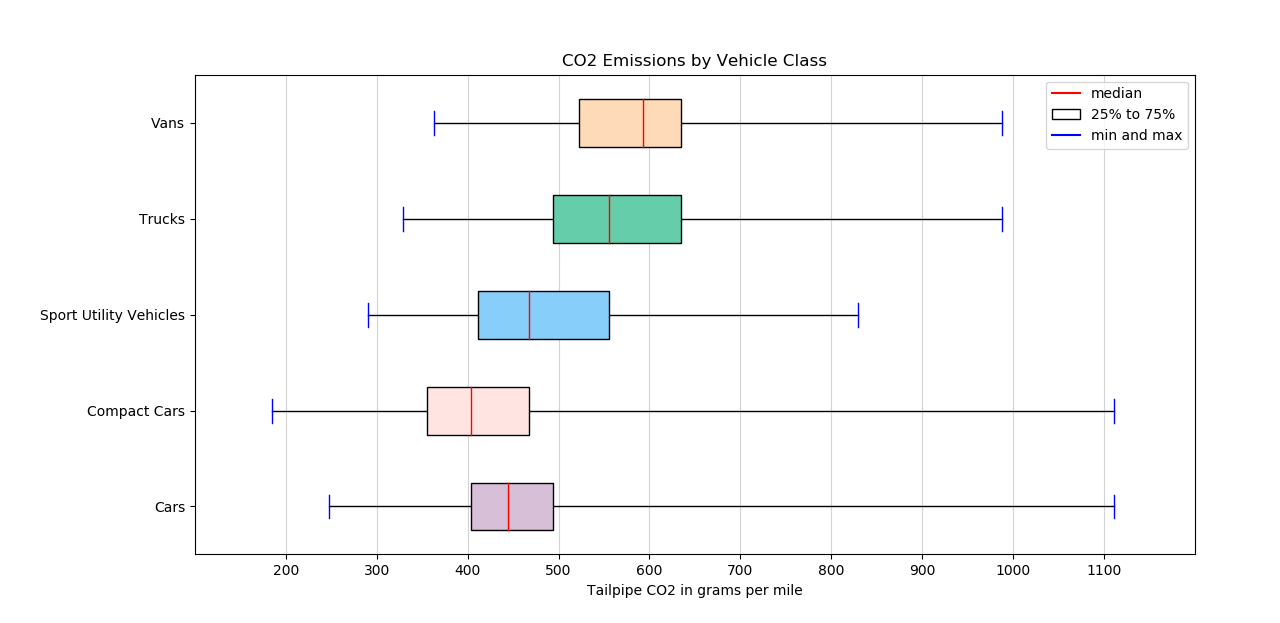 CO2 Emissions by Vehicle Class
median
25% to 75%
min and max
Vans
Trucks
Sport Utility Vehicles
Compact Cars
Cars
200 300 400 500 600 700 800 900 1000 1100
Tailpipe CO2 in grams per mile